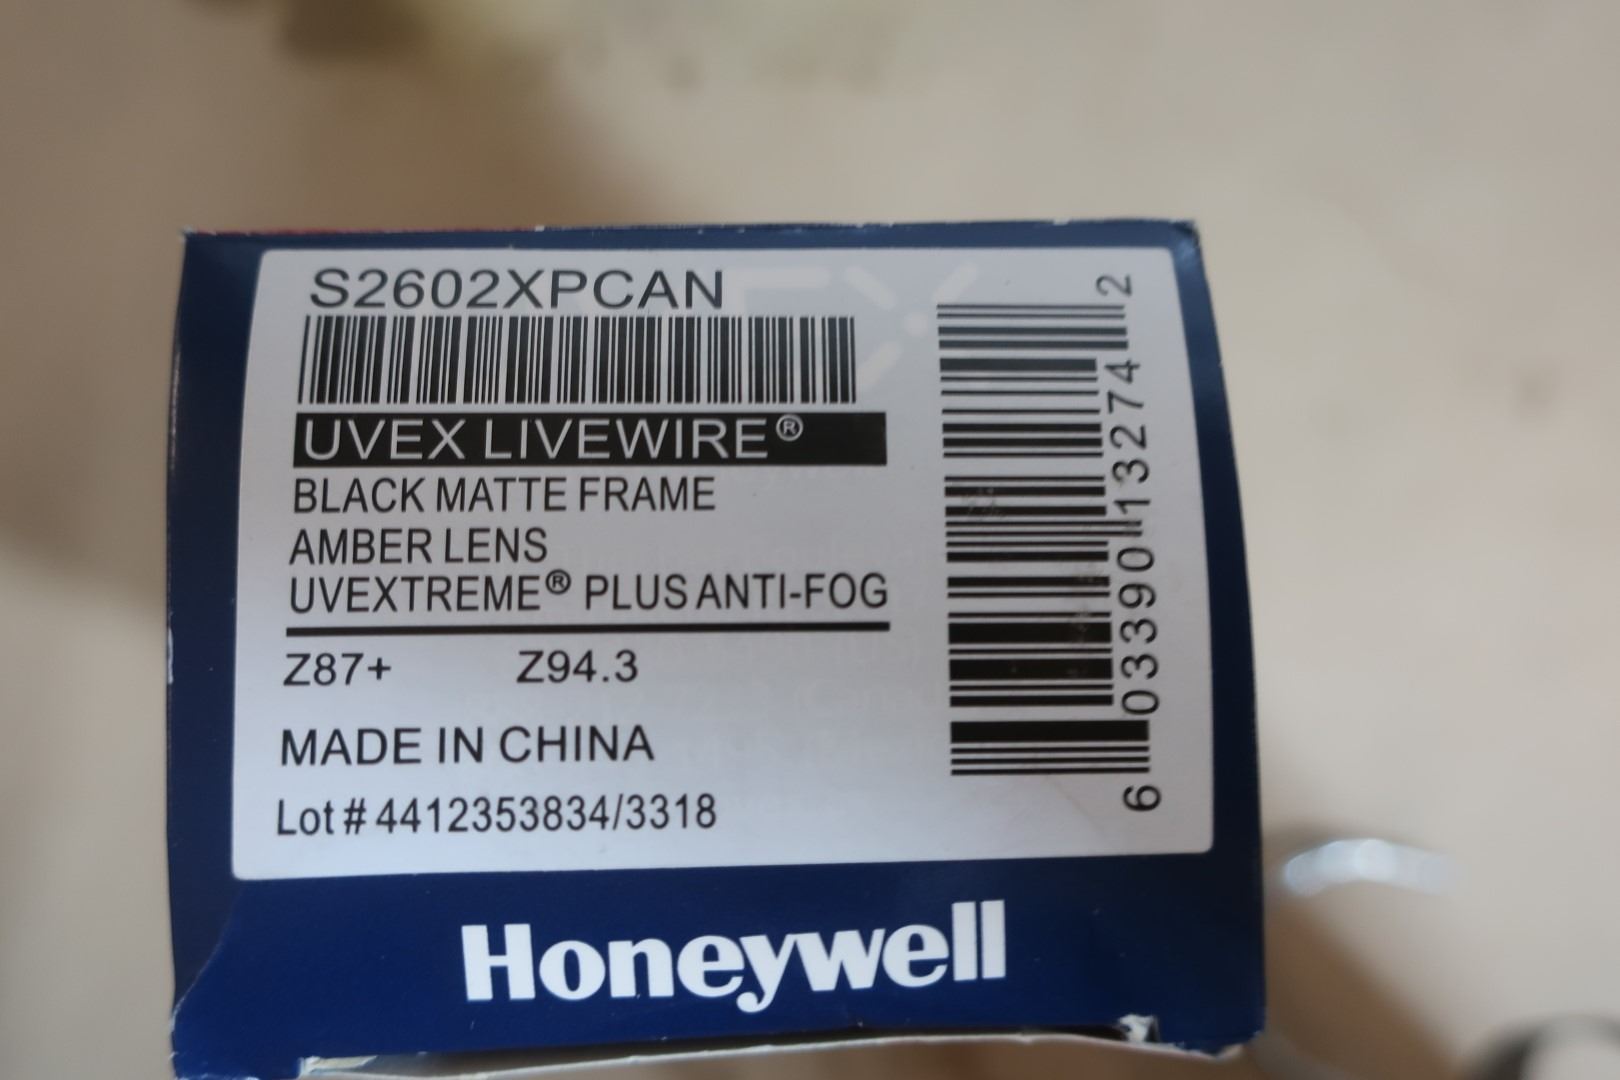 S2602XPCAN
UVEX LIVEWIRE®
BLACK MATTE FRAME
AMBER LENS
UVEXTREME® PLUS ANTI-FOG
Z87+ Z94.3
MADE IN CHINA
Lot # 4412353834/3318
6 03390 13274 2
Honeywell